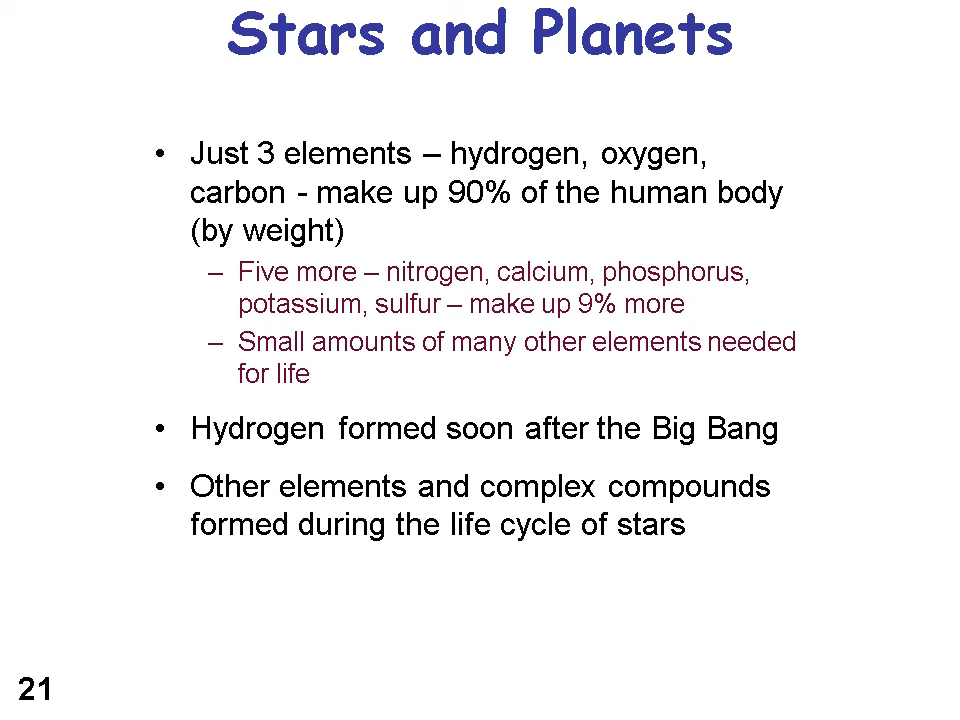 Stars and Planets
• Just 3 elements – hydrogen, oxygen,
carbon - make up 90% of the human body
(by weight)
– Five more – nitrogen, calcium, phosphorus,
potassium, sulfur – make up 9% more
– Small amounts of many other elements needed
for life
• Hydrogen formed soon after the Big Bang
• Other elements and complex compounds
formed during the life cycle of stars
21